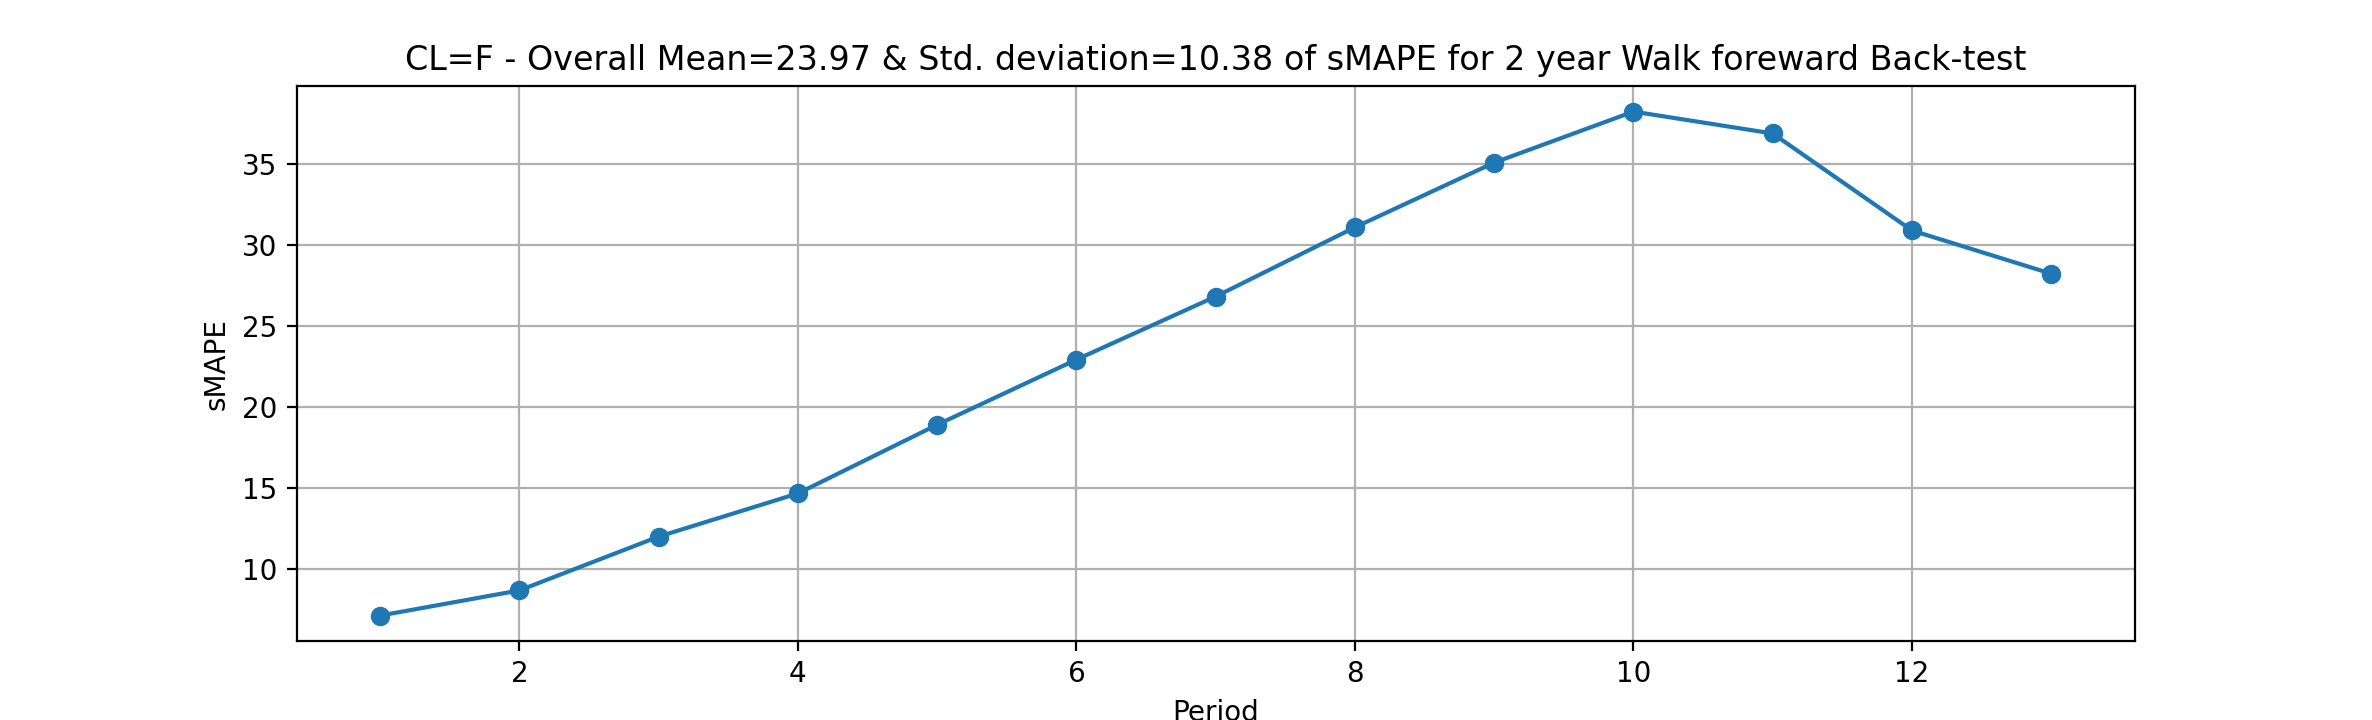 CL=F - Overall Mean=23.97 & Std. deviation=10.38 of sMAPE for 2 year Walk foreward Back-test
sMAPE
35
30
25
20
15
10
2 4 6 8 10 12
Period